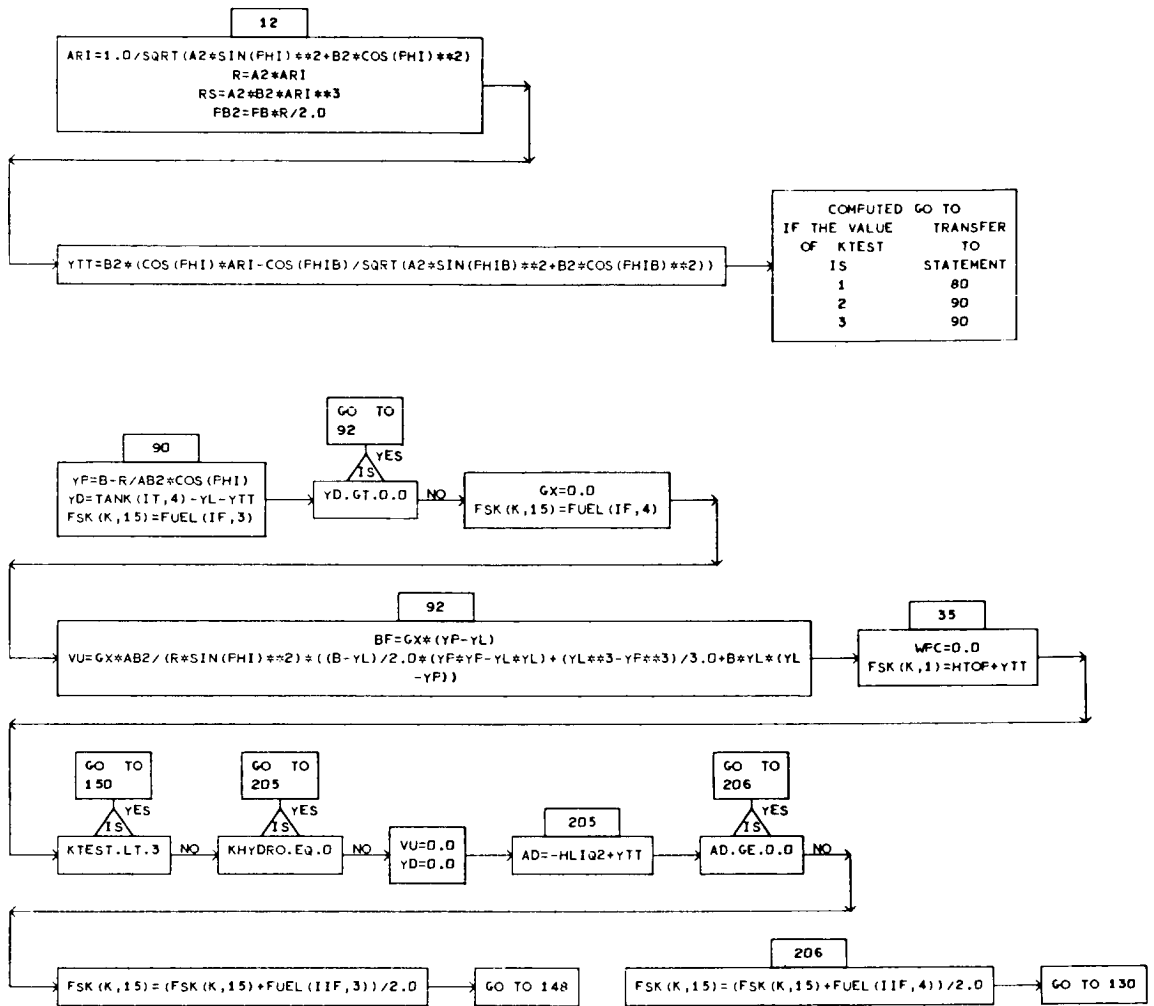 12
ARI=1.0/SQRT(A2*SIN(PHI)**2+B2*COS(PHI)**2)
R=A2*ARI
RS=A2*B2*ARI**3
PB2=PB*R/2.0
YTT=B2*(COS(PHI)*ARI-COS(PHIB)/SQRT(A2*SIN(PHIB)**2+B2*COS(PHIB)**2))
COMPUTED GO TO
IF THE VALUE TRANSFER
OF KTEST TO
IS STATEMENT
1 80
2 90
3 90
GO TO
92
YES
IS
90
YP=B-R/AB2*COS(PHI)
YD=TANK(IT,4)-YL-YTT
FSK(K,15)=FUEL(IF,3)
YD.GT.0.0
NO
GX=0.0
FSK(K,15)=FUEL(IF,4)
92
BF=GX*(YP-YL)
VU=GX*AB2/(R*SIN(PHI)**2)*((B-YL)/2.0*(YP*YP-YL*YL)+(YL**3-YP**3)/3.0+B*YL*(YL
-YP))
35
WPC=0.0
FSK(K,1)=HTOP+YTT
GO TO
150
YES
IS
KTEST.LT.3
NO
GO TO
205
YES
IS
KHYDRO.EQ.0
NO
VU=0.0
YD=0.0
205
AD=-HLIQ2+YTT
GO TO
206
YES
IS
AD.GE.0.0
NO
FSK(K,15)=(FSK(K,15)+FUEL(IIF,3))/2.0
GO TO 148
206
FSK(K,15)=(FSK(K,15)+FUEL(IIF,4))/2.0
GO TO 130